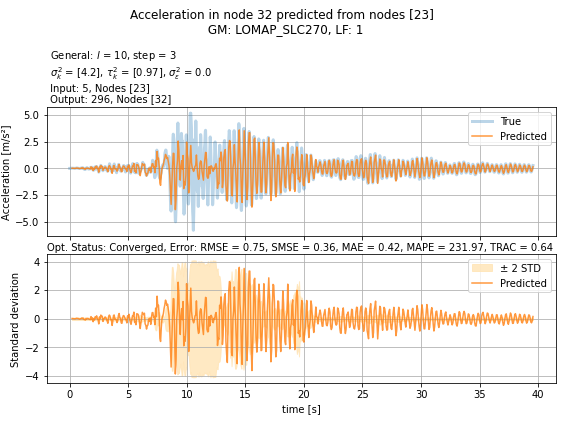 Acceleration in node 32 predicted from nodes [23]
GM: LOMAP_SLC270, LF: 1
General: l = 10, step = 3
σ²ₖ = [4.2], τ²ₖ = [0.97], σ²ε = 0.0
Input: 5, Nodes [23]
Output: 296, Nodes [32]
Acceleration [m/s²]
5.0
2.5
0.0
−2.5
−5.0
True
Predicted
Opt. Status: Converged, Error: RMSE = 0.75, SMSE = 0.36, MAE = 0.42, MAPE = 231.97, TRAC = 0.64
Standard deviation
4
2
0
−2
−4
± 2 STD
Predicted
0 5 10 15 20 25 30 35 40
time [s]